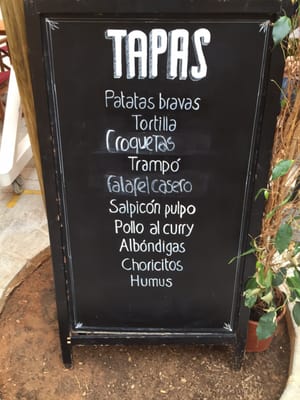 TAPAS
Patatas bravas
Tortilla
Croquetas
Trampó
Falafel casero
Salpicón pulpo
Pollo al curry
Albóndigas
Choricitos
Humus